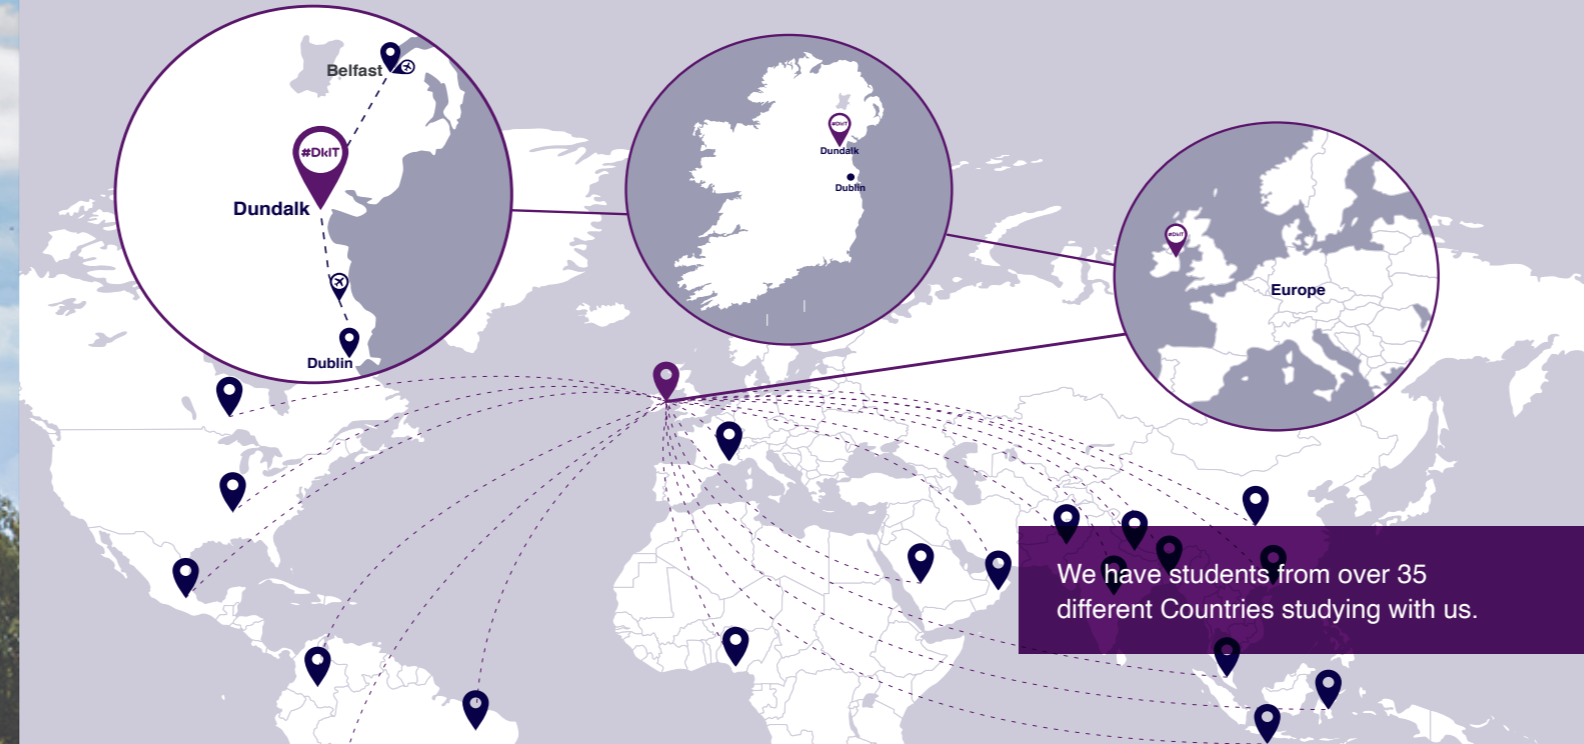 Belfast
#DkIT
Dundalk
Dublin
#DkIT
Dundalk
Dublin
#DkIT
Europe
We have students from over 35
different Countries studying with us.